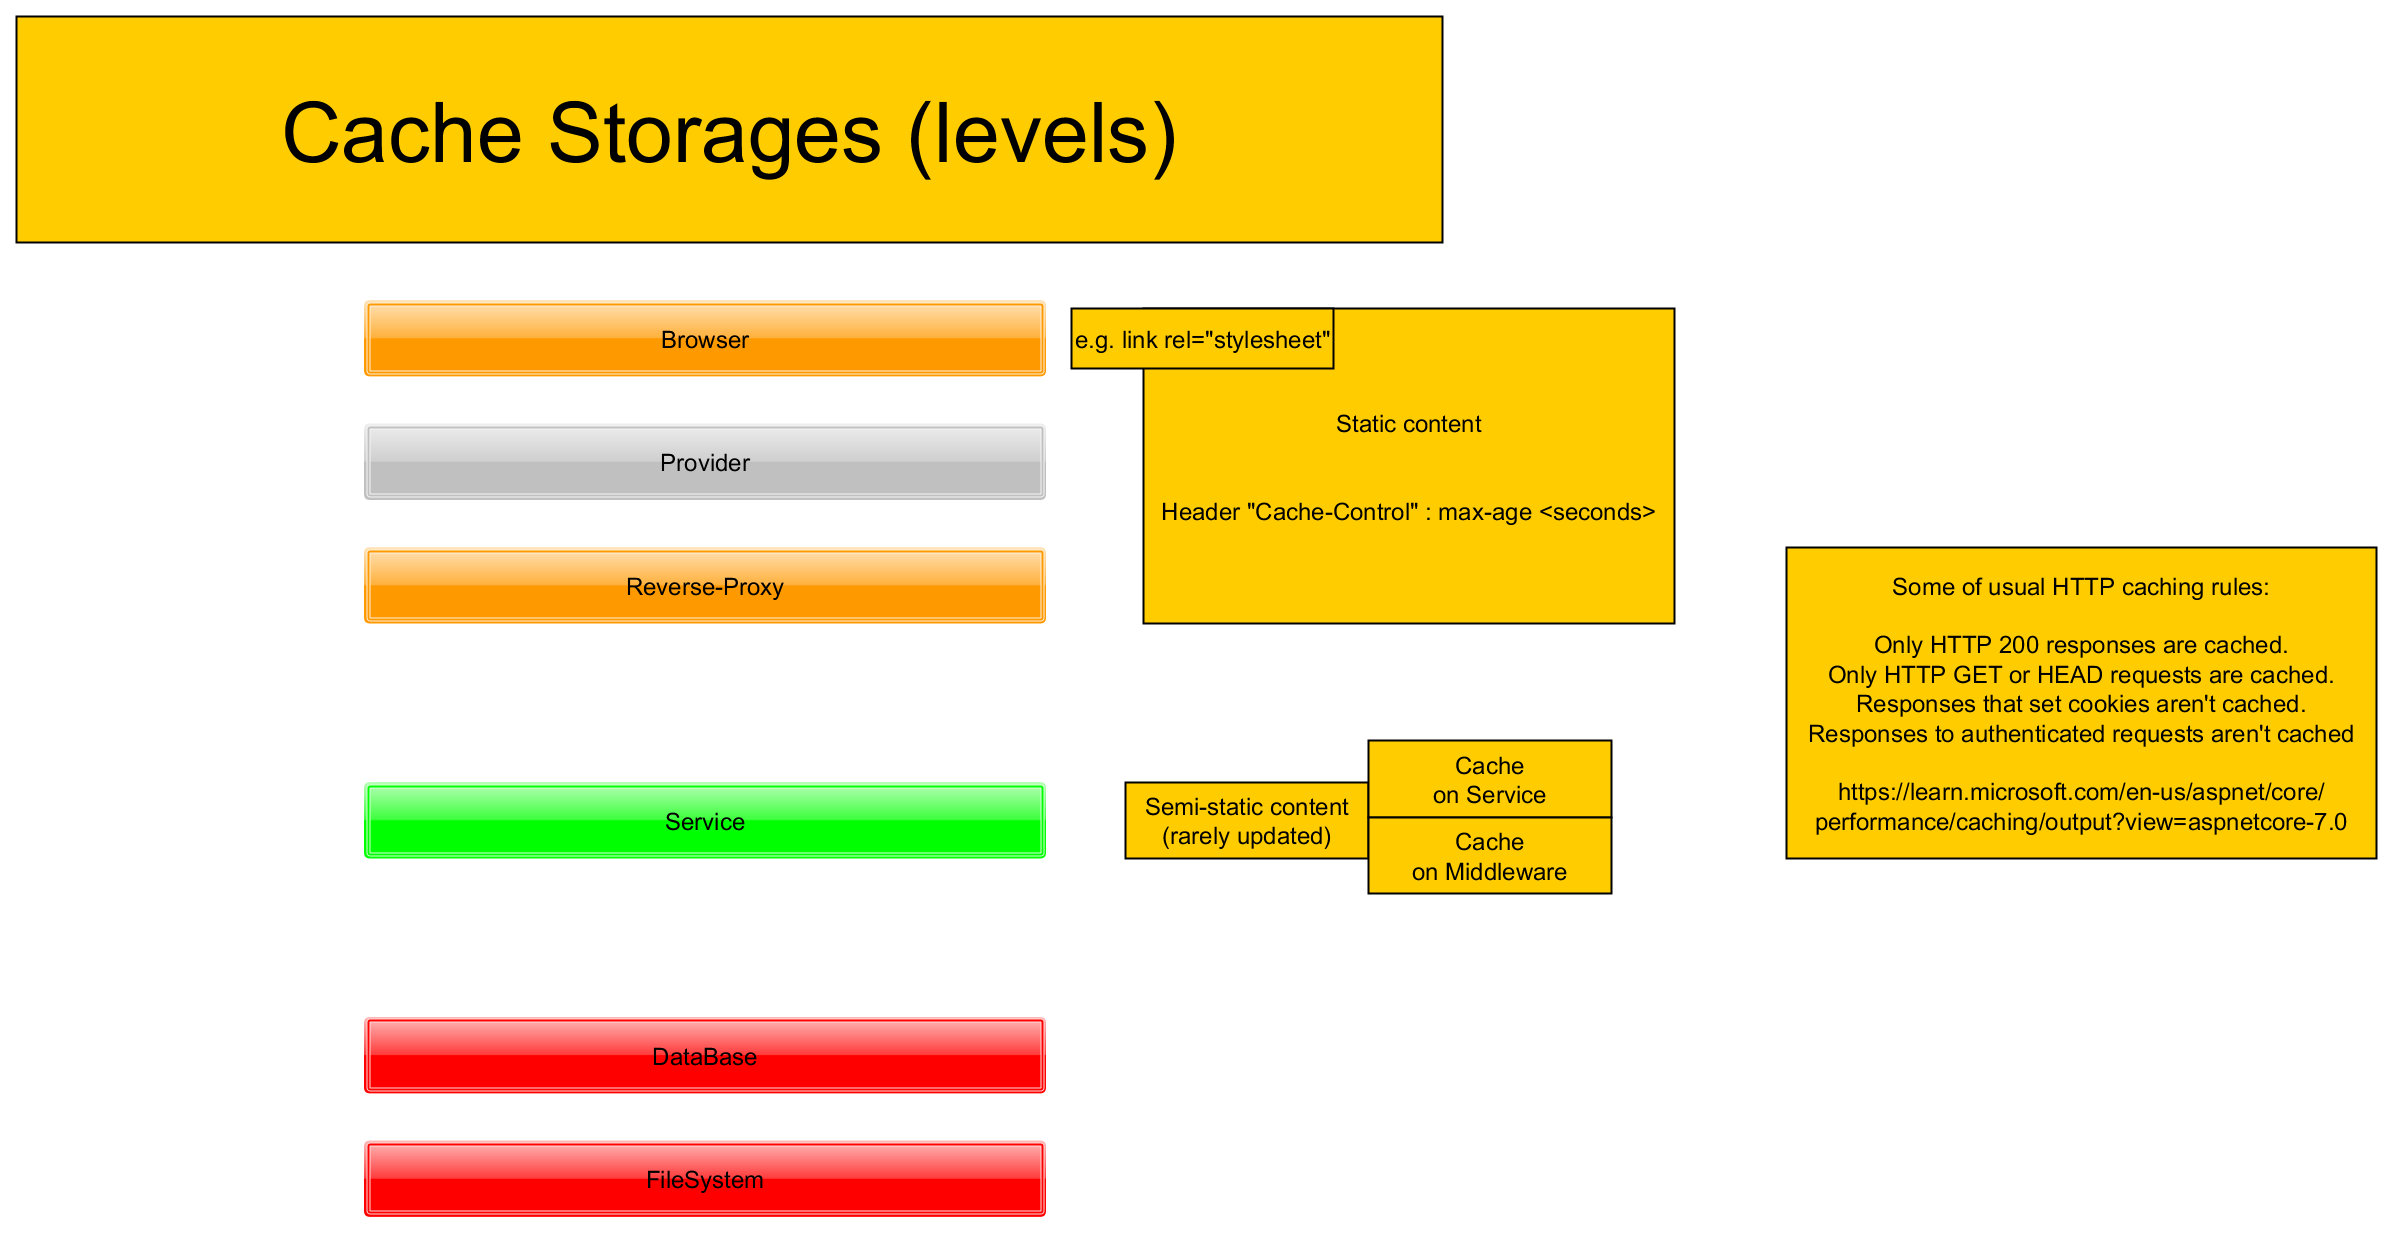 Cache Storages (levels)
Browser
e.g. link rel="stylesheet"
Static content
Header "Cache-Control" : max-age <seconds>
Provider
Reverse-Proxy
Some of usual HTTP caching rules:
Only HTTP 200 responses are cached.
Only HTTP GET or HEAD requests are cached.
Responses that set cookies aren't cached.
Responses to authenticated requests aren't cached
https://learn.microsoft.com/en-us/aspnet/core/
performance/caching/output?view=aspnetcore-7.0
Service
Semi-static content
(rarely updated)
Cache
on Service
Cache
on Middleware
DataBase
FileSystem